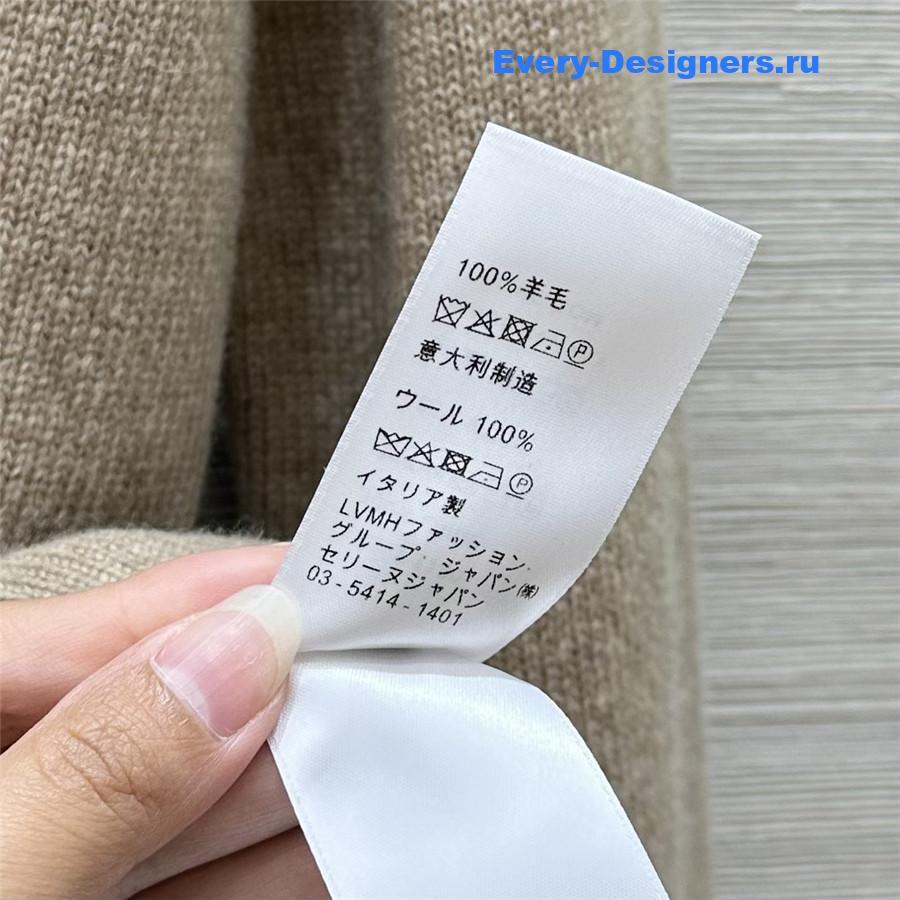 Every-Designers.ru
100%羊毛
P
意大利制造
ウール 100%
P
イタリア製
LVMHファッション.
グループ ジャパン(株)
セリーヌジャパン
03-5414-1401